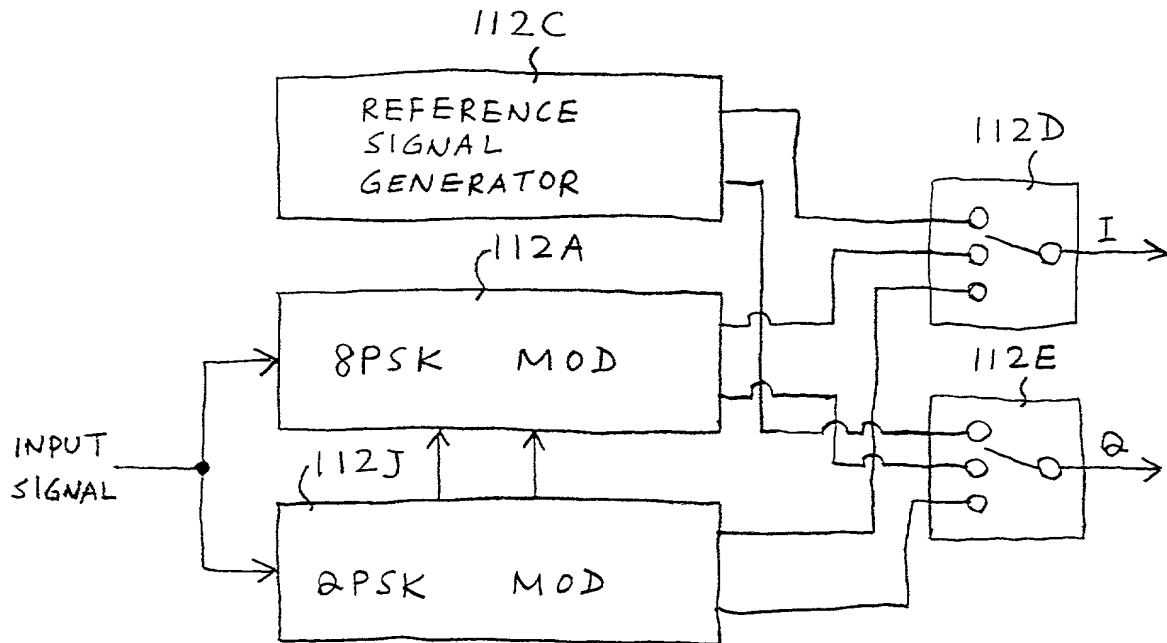 112C
REFERENCE
SIGNAL
GENERATOR
112D
I
112A
8PSK MOD
112E
Q
INPUT
SIGNAL
112J
QPSK MOD